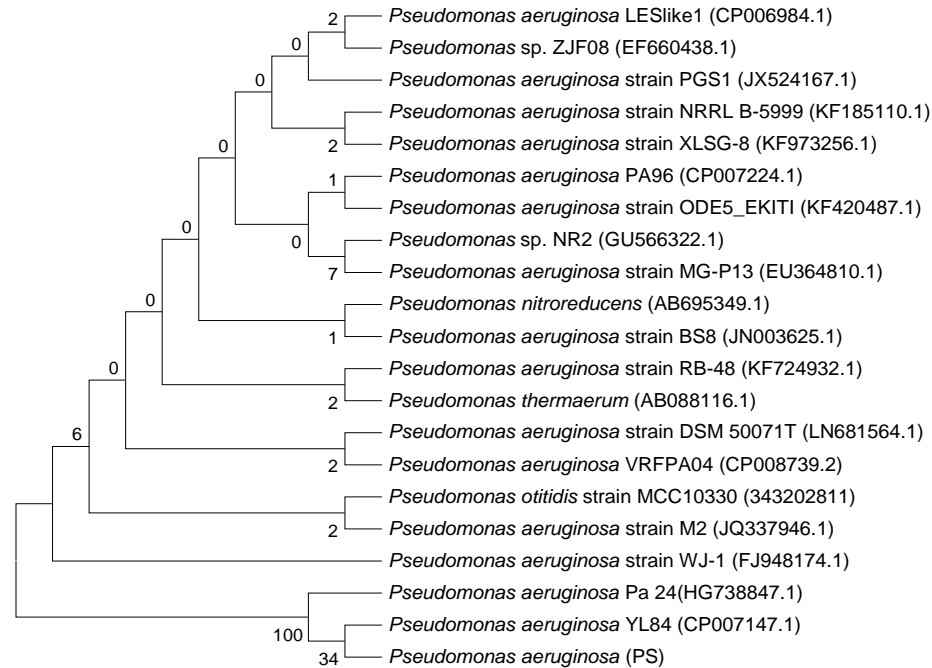 2 Pseudomonas aeruginosa LESlike1 (CP006984.1)
0 Pseudomonas sp. ZJF08 (EF660438.1)
Pseudomonas aeruginosa strain PGS1 (JX524167.1)
0
Pseudomonas aeruginosa strain NRRL B-5999 (KF185110.1)
2 Pseudomonas aeruginosa strain XLSG-8 (KF973256.1)
0
1 Pseudomonas aeruginosa PA96 (CP007224.1)
Pseudomonas aeruginosa strain ODE5_EKITI (KF420487.1)
0
0 Pseudomonas sp. NR2 (GU566322.1)
7 Pseudomonas aeruginosa strain MG-P13 (EU364810.1)
0 Pseudomonas nitroreducens (AB695349.1)
1 Pseudomonas aeruginosa strain BS8 (JN003625.1)
0 Pseudomonas aeruginosa strain RB-48 (KF724932.1)
2 Pseudomonas thermaerum (AB088116.1)
6 Pseudomonas aeruginosa strain DSM 50071T (LN681564.1)
2 Pseudomonas aeruginosa VRFPA04 (CP008739.2)
Pseudomonas otitidis strain MCC10330 (343202811)
2 Pseudomonas aeruginosa strain M2 (JQ337946.1)
Pseudomonas aeruginosa strain WJ-1 (FJ948174.1)
Pseudomonas aeruginosa Pa 24(HG738847.1)
100 Pseudomonas aeruginosa YL84 (CP007147.1)
34 Pseudomonas aeruginosa (PS)